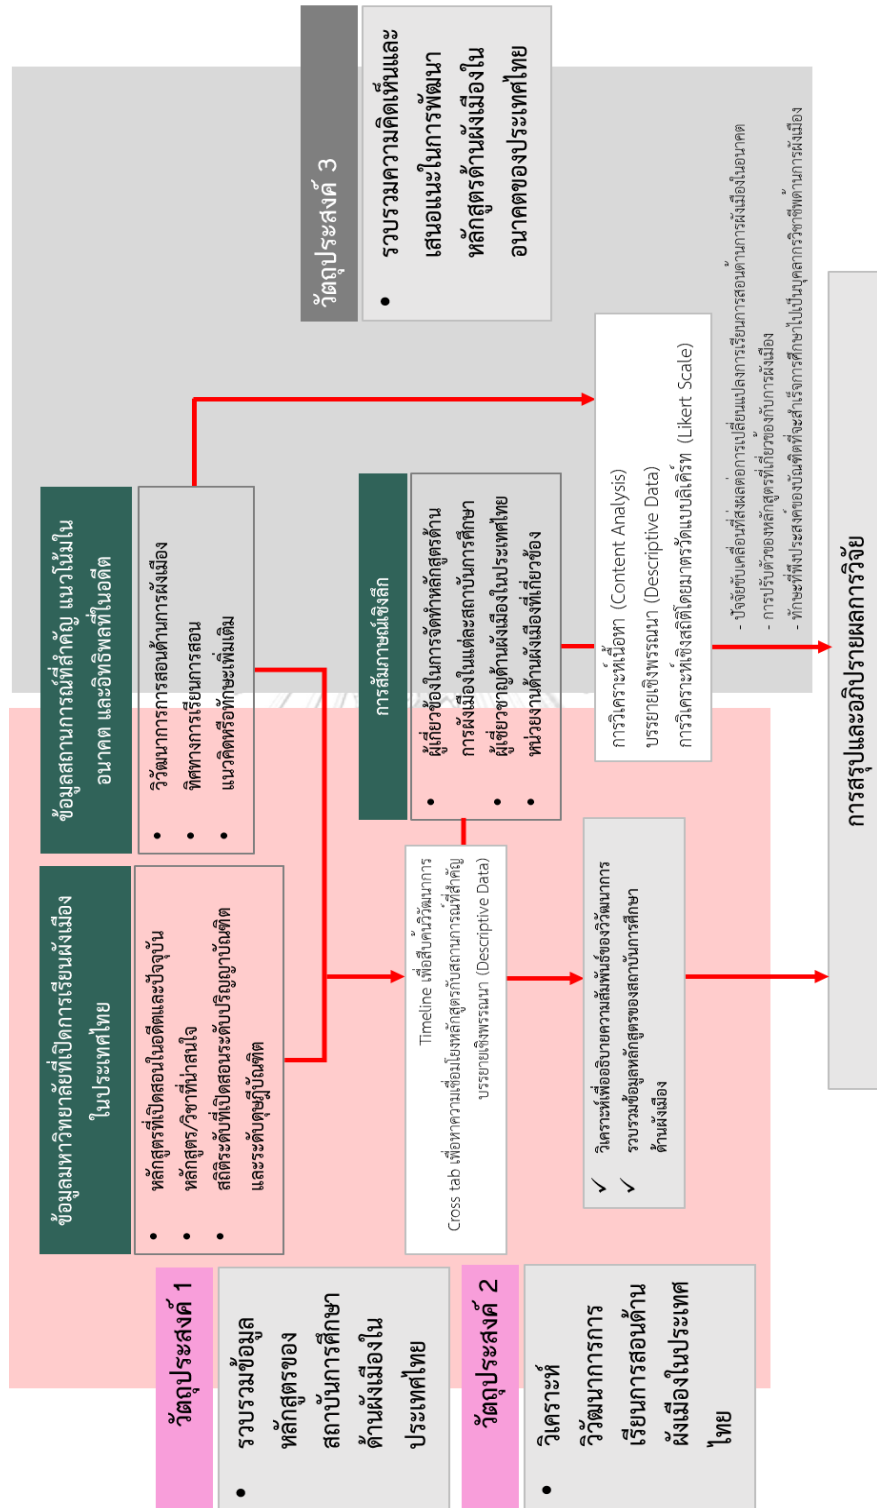 วัตถุประสงค์ 1
• รวบรวมข้อมูล
หลักสูตรของ
สถาบันการศึกษา
ด้านผังเมืองใน
ประเทศไทย
วัตถุประสงค์ 2
• วิเคราะห์
วิวัฒนาการการ
เรียนการสอนด้าน
ผังเมืองในประเทศ
ไทย
ข้อมูลมหาวิทยาลัยที่เปิดการเรียนผังเมือง
ในประเทศไทย
• หลักสูตรที่เปิดสอนในอดีตและปัจจุบัน
• หลักสูตร/วิชาที่น่าสนใจ
• สถิติระดับที่เปิดสอนระดับปริญญาบัณฑิต
และระดับดุษฎีบัณฑิต
ข้อมูลสถานการณ์ที่สำคัญ แนวโน้มใน
อนาคต และอิทธิพลที่ในอดีต
• วิวัฒนาการการสอนด้านการผังเมือง
• ทิศทางการเรียนการสอน
• แนวคิดหรือทักษะเพิ่มเติม
Timeline เพื่อสืบค้นวิวัฒนาการ
Cross tab เพื่อหาความเชื่อมโยงหลักสูตรกับสถานการณ์ที่สำคัญ
บรรยายเชิงพรรณนา (Descriptive Data)
การสัมภาษณ์เชิงลึก
• ผู้เกี่ยวข้องในการจัดทำหลักสูตรด้าน
การผังเมืองในแต่ละสถาบันการศึกษา
• ผู้เชี่ยวชาญด้านผังเมืองในประเทศไทย
• หน่วยงานด้านผังเมืองที่เกี่ยวข้อง
✓ วิเคราะห์เพื่ออธิบายความสัมพันธ์ของวิวัฒนาการ
✓ รวบรวมข้อมูลหลักสูตรของสถาบันการศึกษา
ด้านผังเมือง
วัตถุประสงค์ 3
• รวบรวมความคิดเห็นและ
เสนอแนะในการพัฒนา
หลักสูตรด้านผังเมืองใน
อนาคตของประเทศไทย
การวิเคราะห์เนื้อหา (Content Analysis)
บรรยายเชิงพรรณนา (Descriptive Data)
การวิเคราะห์เชิงสถิติโดยมาตรวัดแบบลิเคิร์ท (Likert Scale)
- ปัจจัยขับเคลื่อนที่ส่งผลต่อการเปลี่ยนแปลงการเรียนการสอนด้านการผังเมืองในอนาคต
- การปรับตัวของหลักสูตรที่เกี่ยวของกับการผังเมือง
- ทักษะที่พึงประสงค์ของบัณฑิตที่จะสำเร็จการศึกษาไปเป็นบุคลากรวิชาชีพด้านการผังเมือง
การสรุปและอภิปรายผลการวิจัย